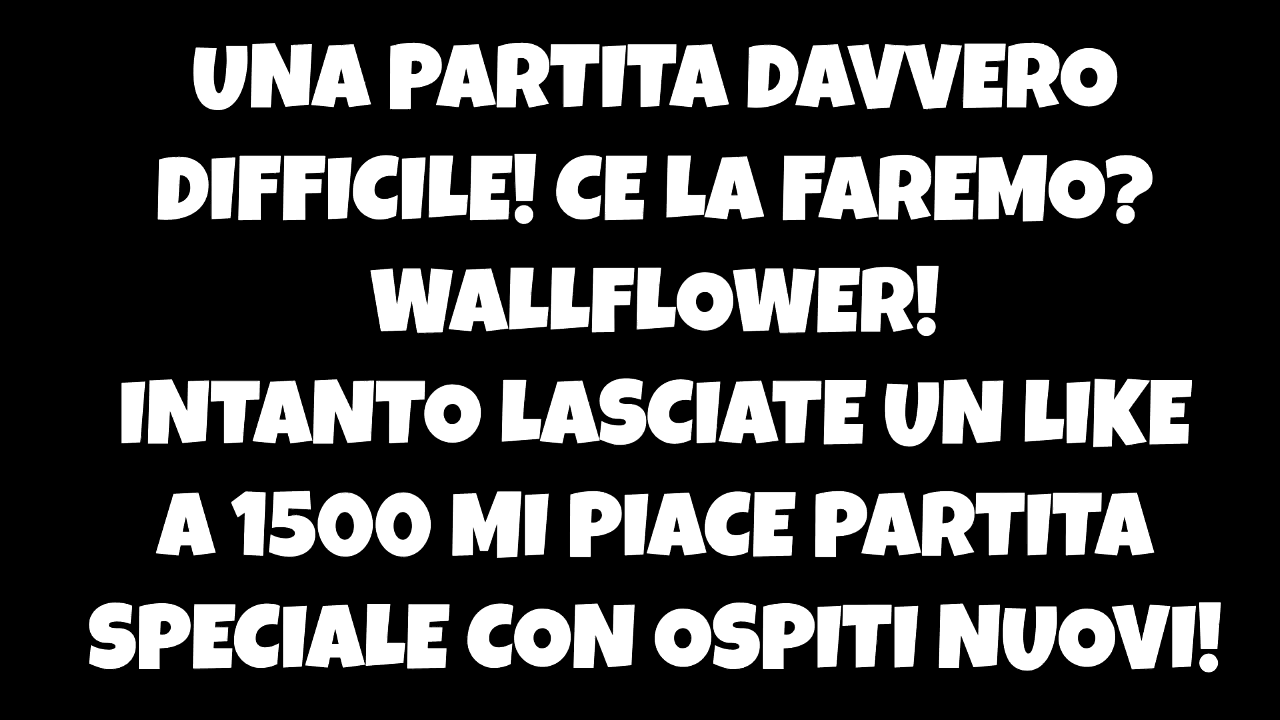 UNA PARTITA DAVVERO
DIFFICILE! CE LA FAREMO?
WALLFLOWER!
INTANTO LASCIATE UN LIKE
A 1500 MI PIACE PARTITA
SPECIALE CON OSPITI NUOVI!